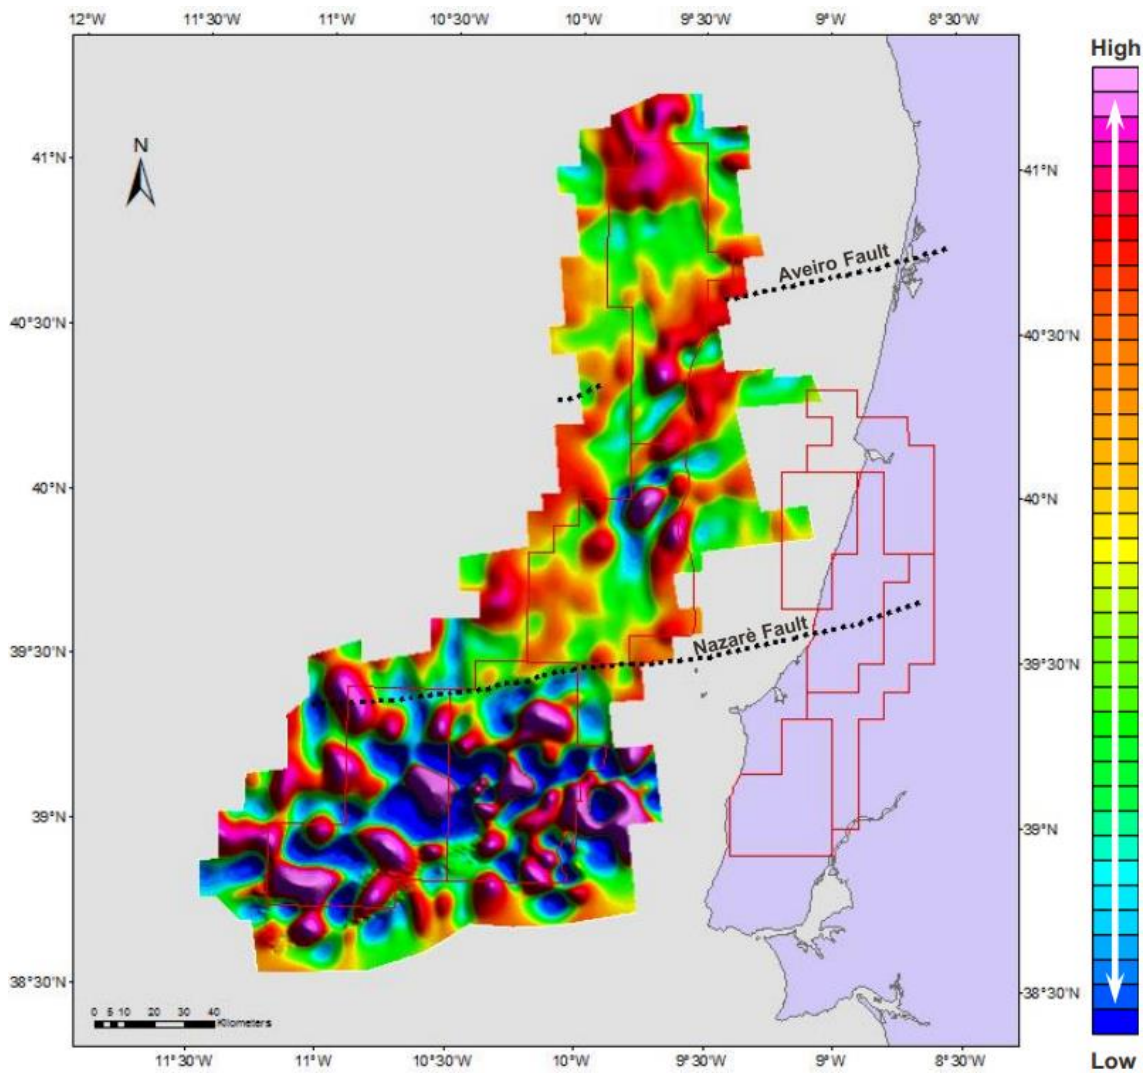 12°W 11°30'W 11°W 10°30'W 10°W 9°30'W 9°W 8°30'W
High
N
41°N 41°N
Aveiro Fault
40°30'N 40°30'N
40°N 40°N
Nazarè Fault
39°30'N 39°30'N
39°N 39°N
38°30'N 38°30'N
0 5 10 20 30 40
Kilometers
11°30'W 11°W 10°30'W 10°W 9°30'W 9°W 8°30'W
Low